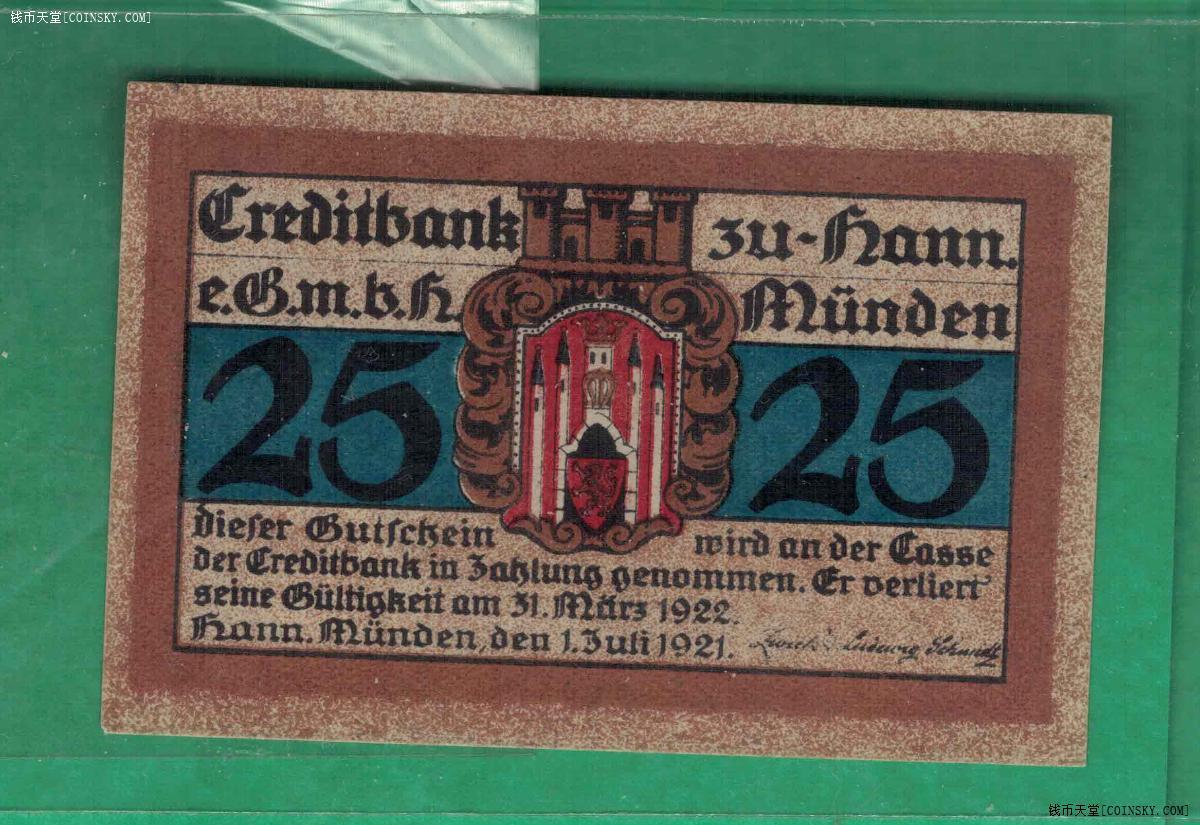 钱币天堂[COINSKY.COM]
Creditbank zu-Hann.
e.G.m.b.H. Münden
25 25
dieser Gutschein wird an der Casse
der Creditbank in Zahlung genommen. Er verliert
seine Gültigkeit am 31. März 1922.
Hann. Münden, den 1. Juli 1921. Ludwig Schmidt
钱币天堂[COINSKY.COM]